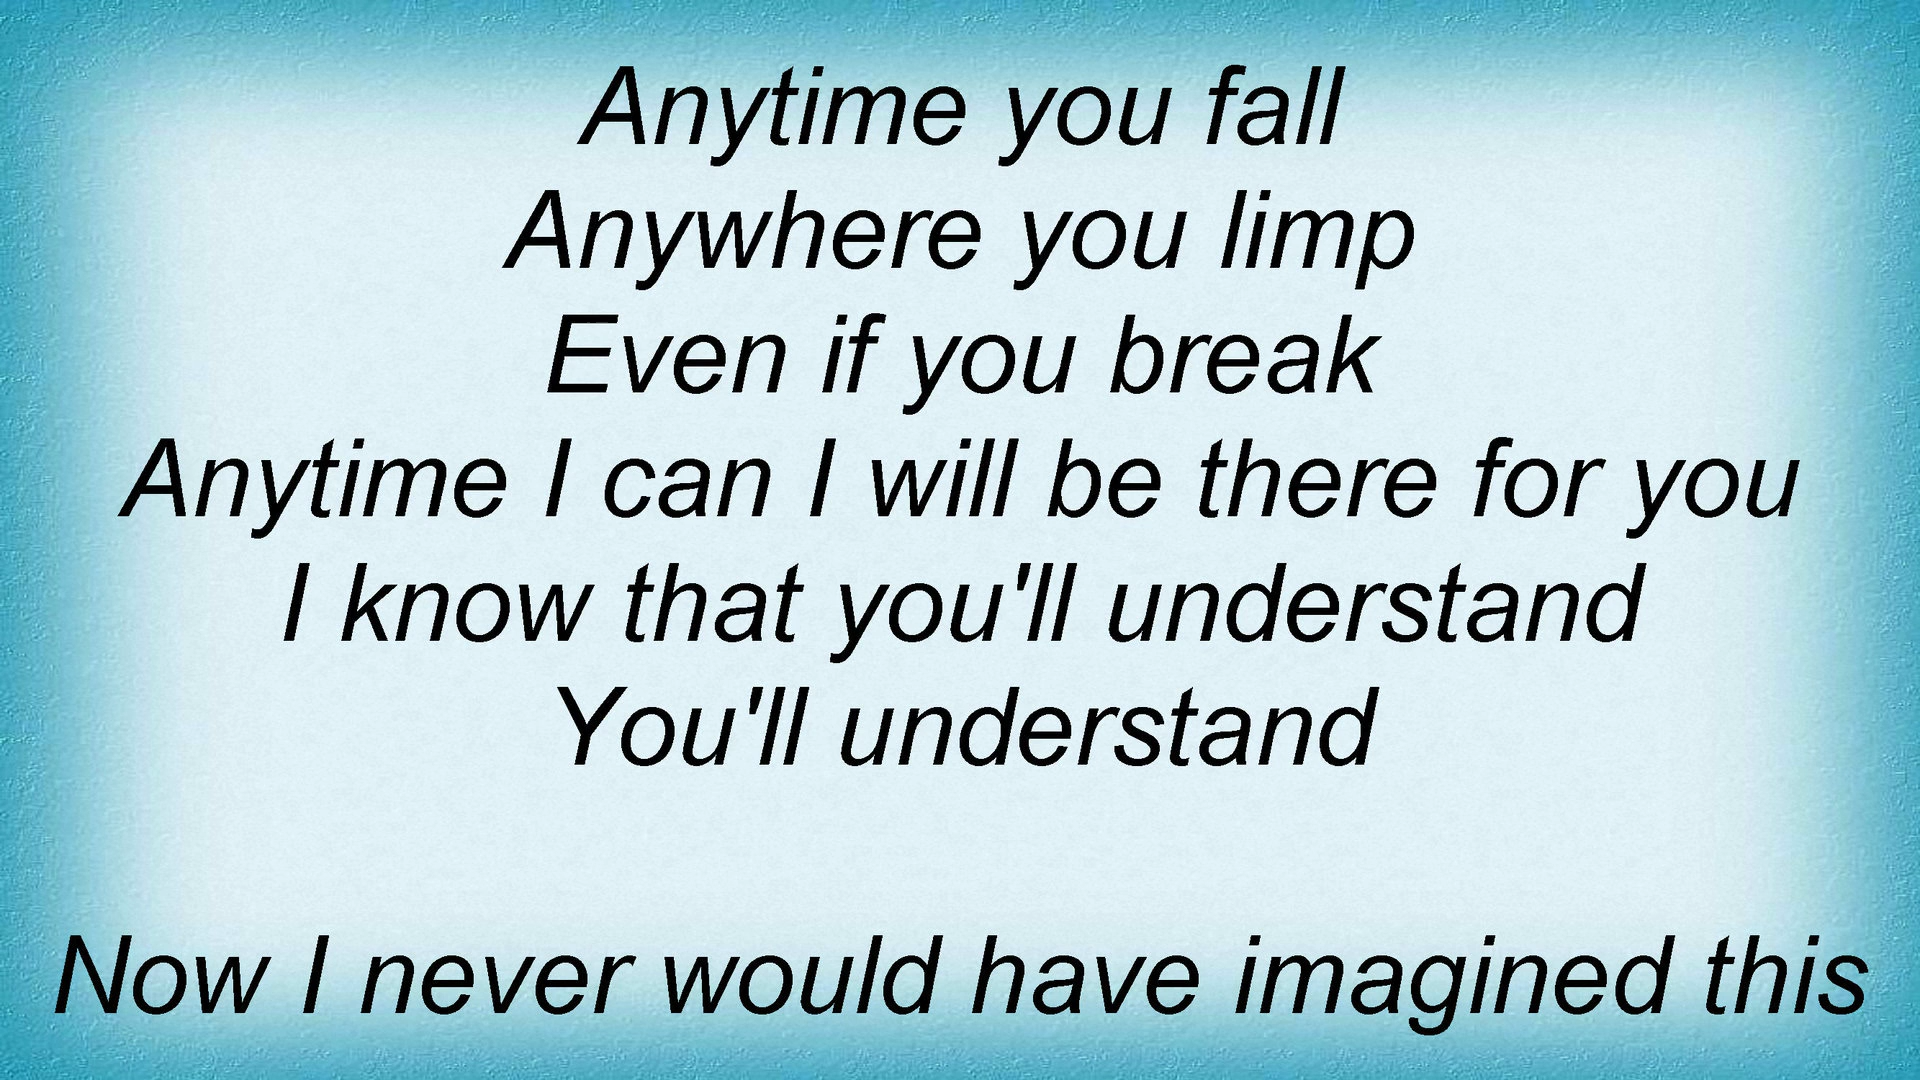 Anytime you fall
Anywhere you limp
Even if you break
Anytime I can I will be there for you
I know that you'll understand
You'll understand
Now I never would have imagined this